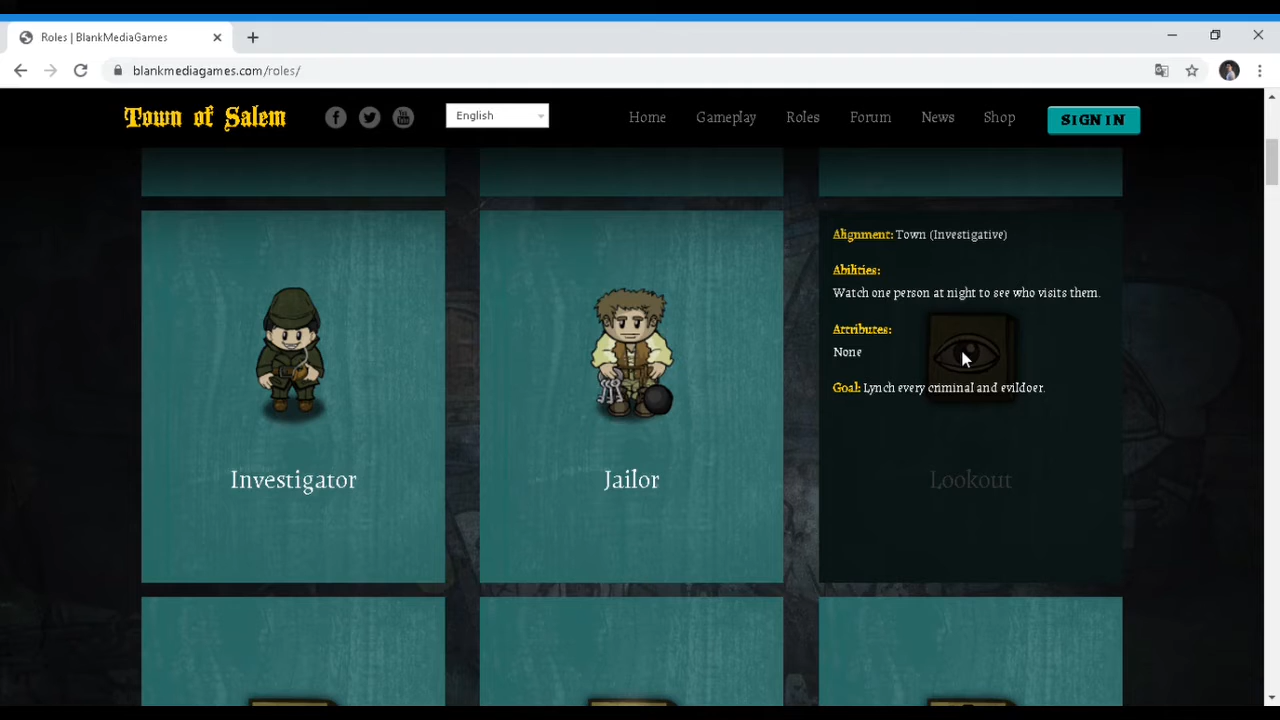 Roles | BlankMediaGames
blankmediagames.com/roles/
Town of Salem
English
Home
Gameplay
Roles
Forum
News
Shop
SIGN IN
Investigator
Jailor
Alignment: Town (Investigative)
Abilities:
Watch one person at night to see who visits them.
Attributes:
None
Goal: Lynch every criminal and evildoer.
Lookout